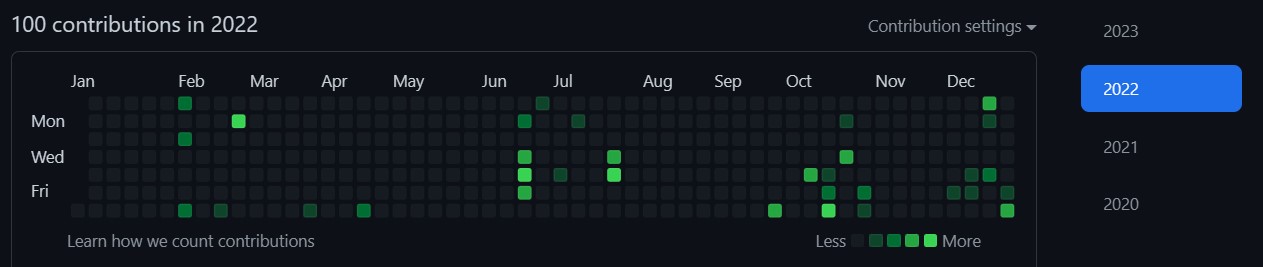 100 contributions in 2022
Contribution settings
2023
2022
2021
2020
Jan Feb Mar Apr May Jun Jul Aug Sep Oct Nov Dec
Mon
Wed
Fri
Learn how we count contributions
Less More